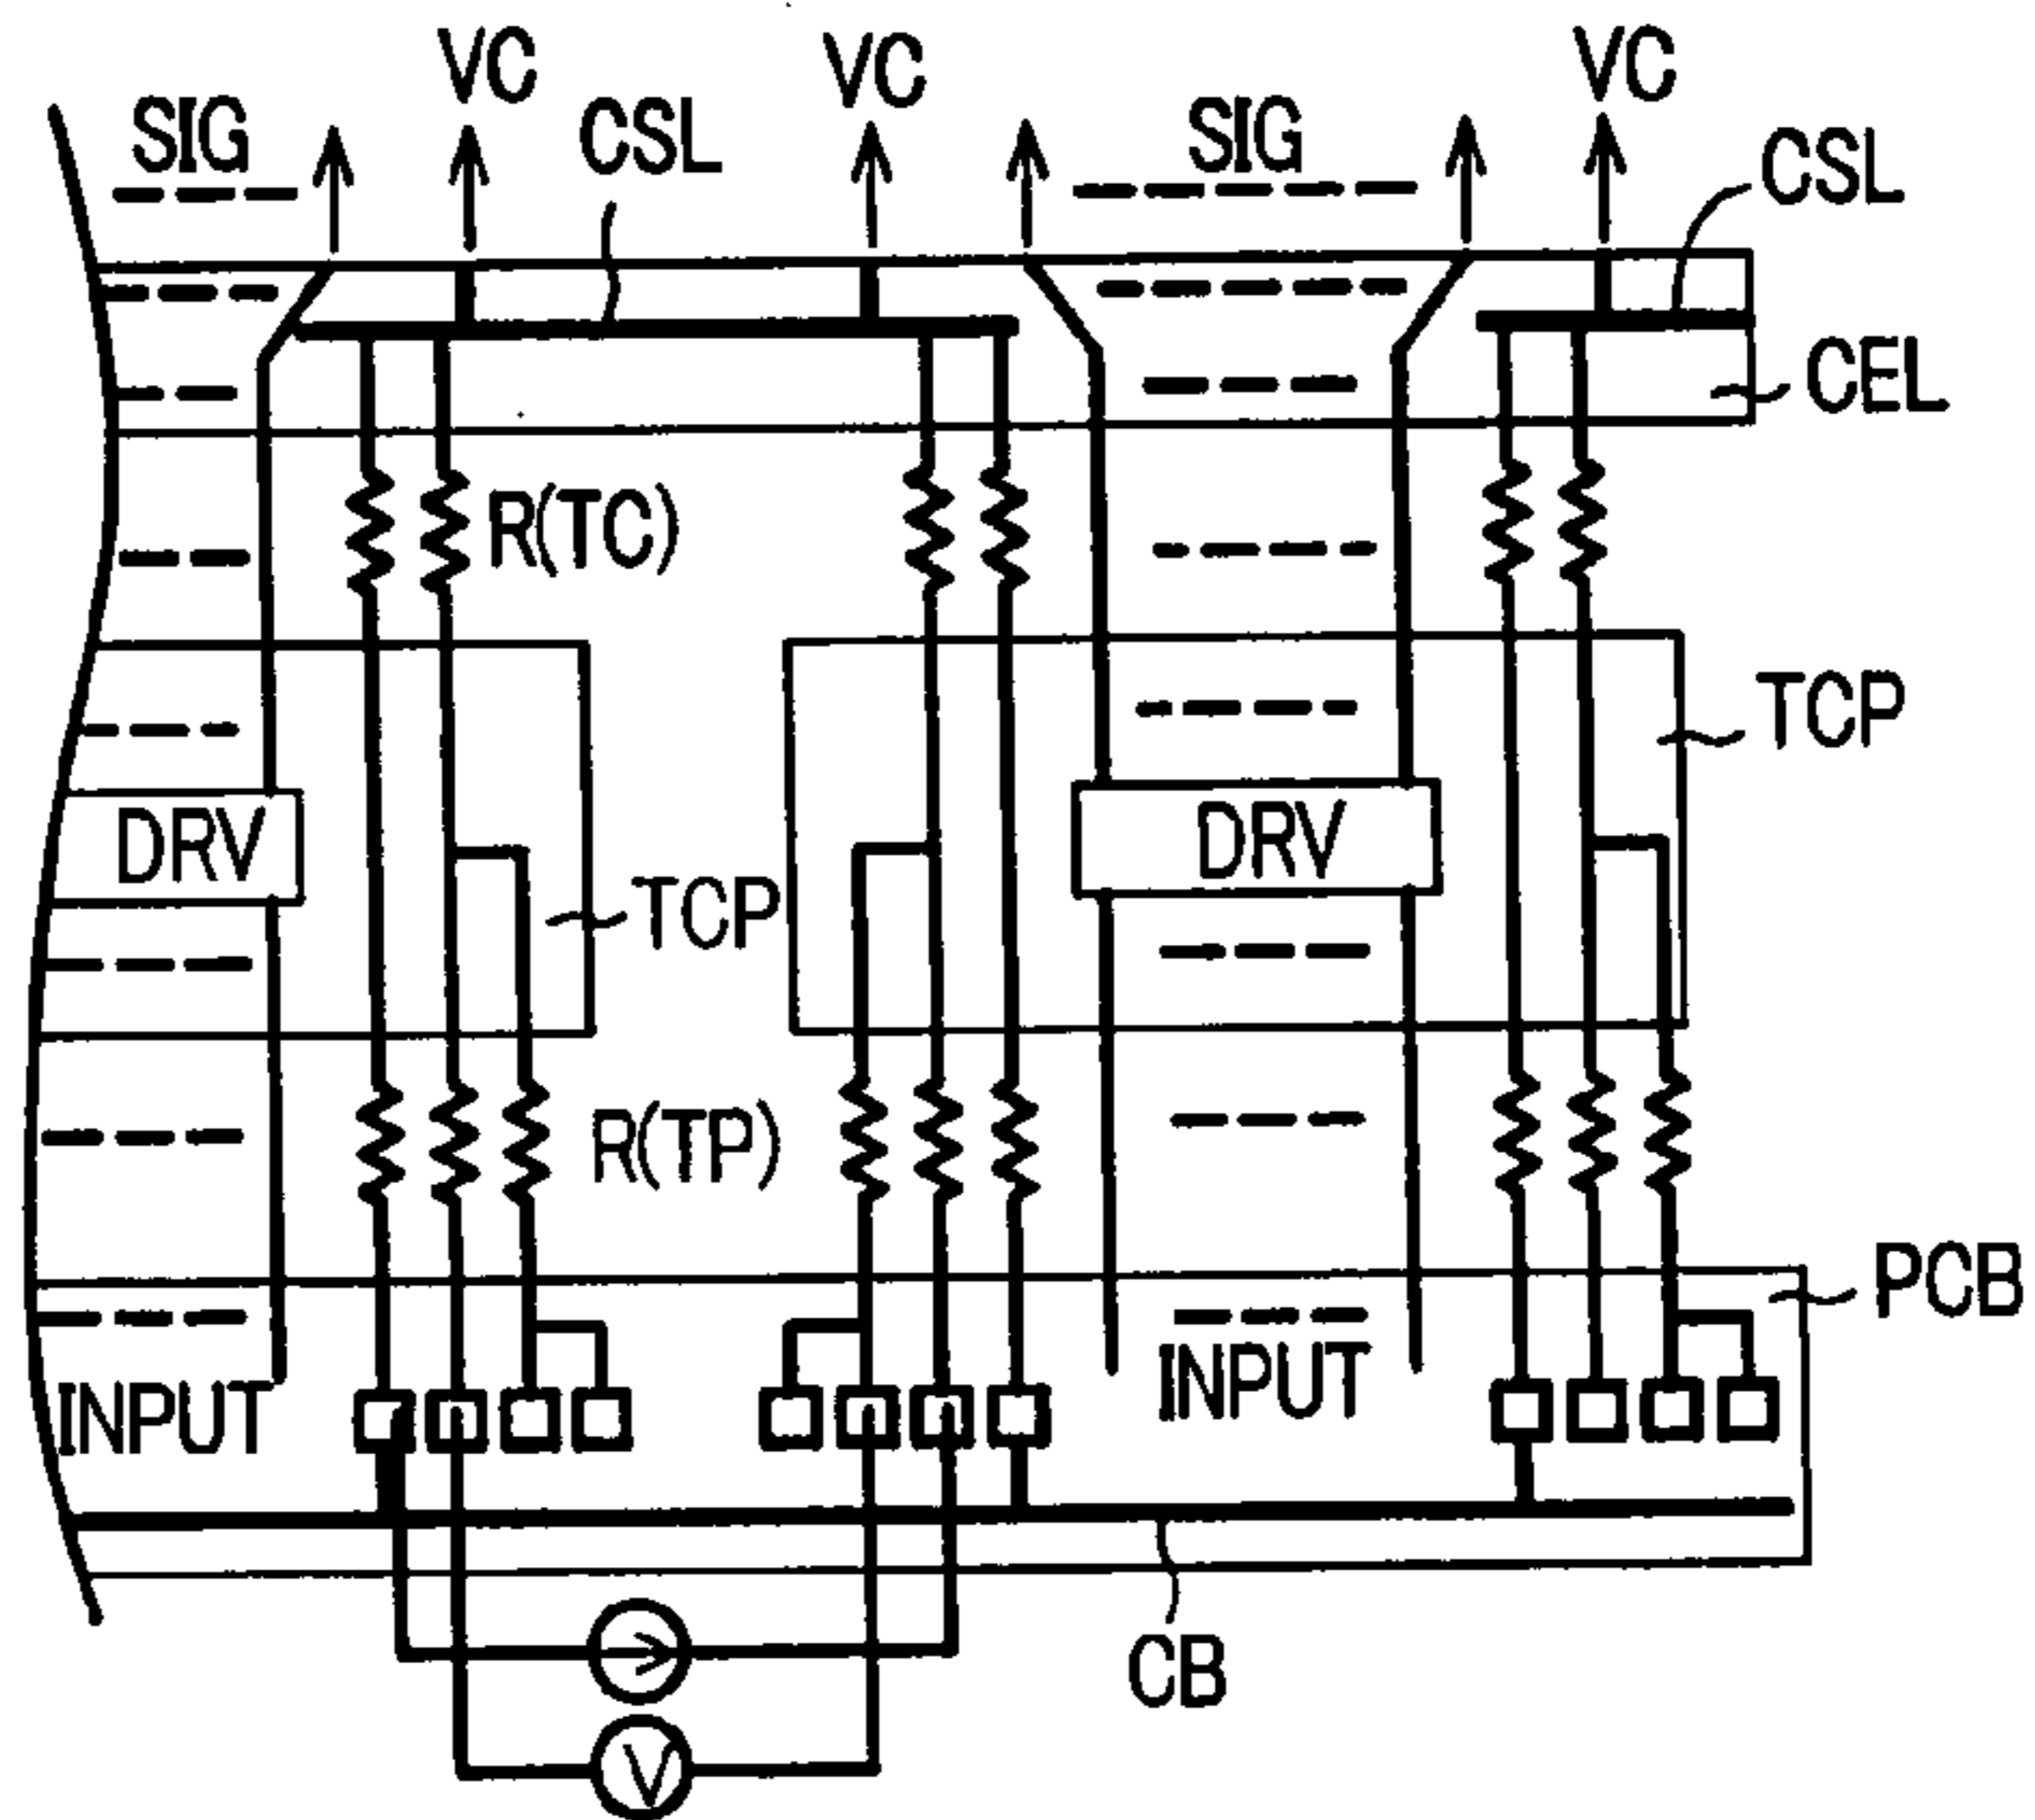 VC
VC
VC
SIG
CSL
SIG
CSL
CEL
R(TC)
TCP
DRV
DRV
TCP
R(TP)
PCB
INPUT
INPUT
CB
V